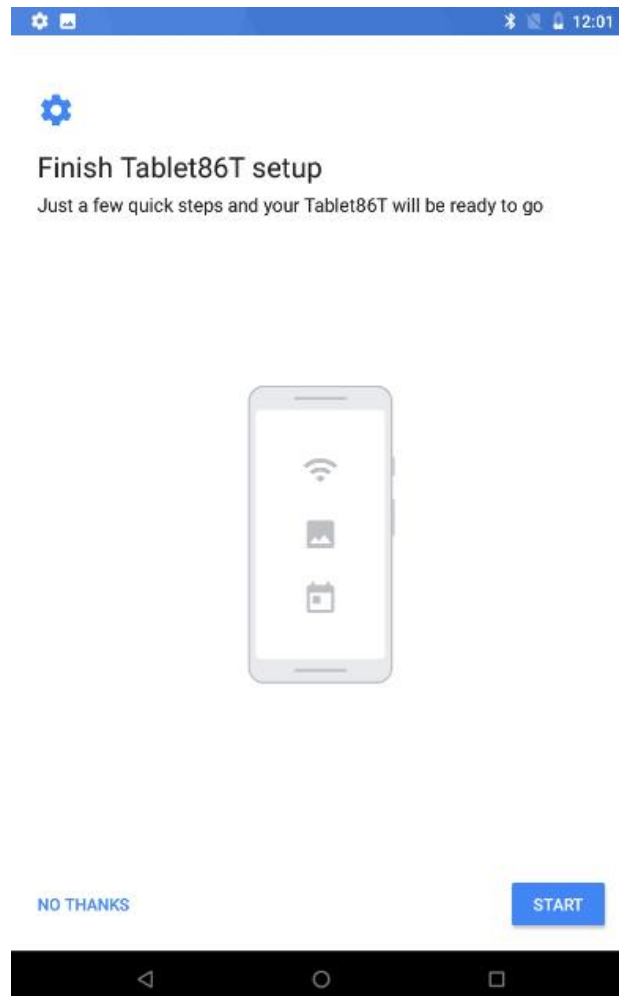 12:01
Finish Tablet86T setup
Just a few quick steps and your Tablet86T will be ready to go
NO THANKS
START